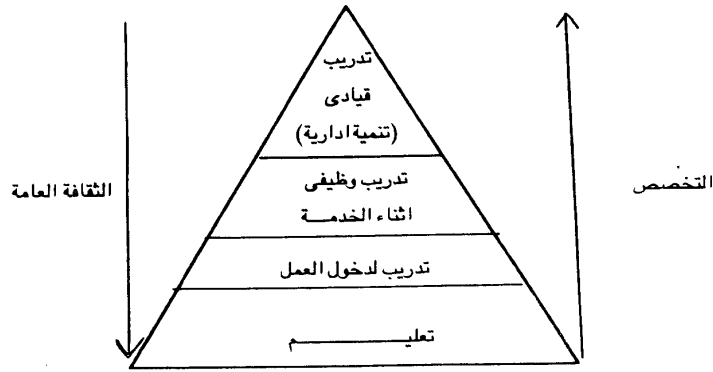 تدريب
قيادى
(تنمية ادارية)
تدريب وظيفى
اثناء الخدمـــة
تدريب لدخول العمل
تعليـــــــــم
التخصص
الثقافة العامة